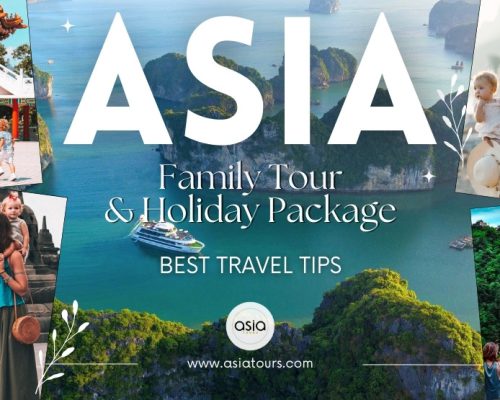 ASIA
Family Tour
& Holiday Package
BEST TRAVEL TIPS
asia
www.asiatours.com